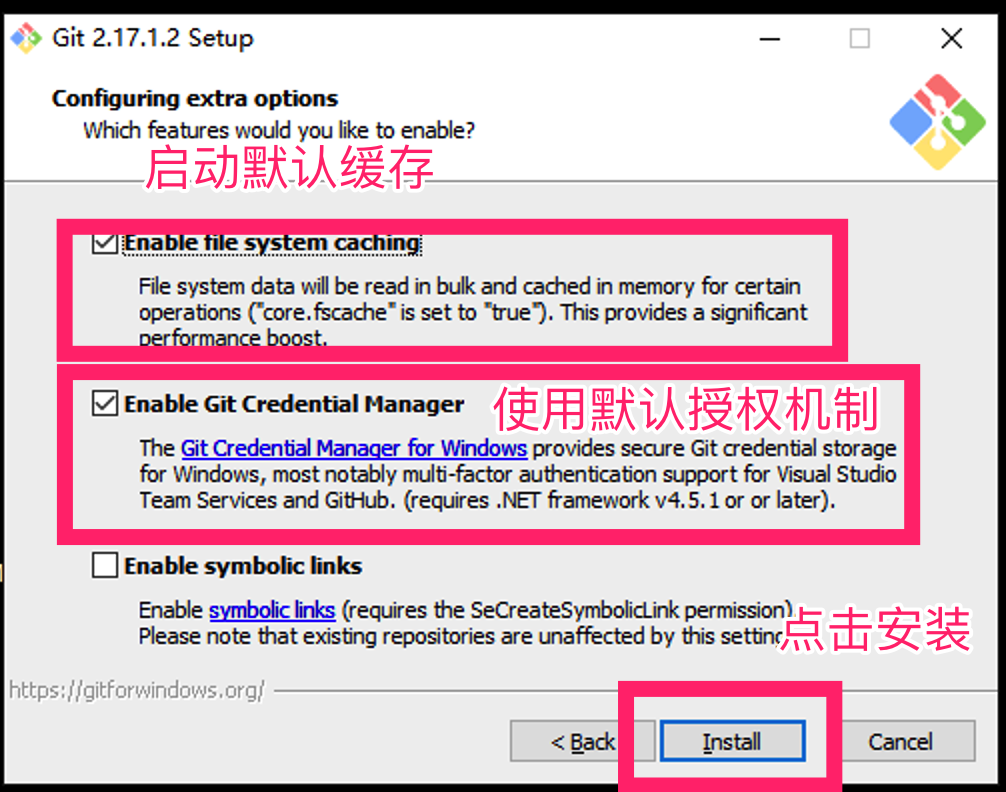 Git 2.17.1.2 Setup
Configuring extra options
Which features would you like to enable?
启动默认缓存
Enable file system caching
File system data will be read in bulk and cached in memory for certain
operations ("core.fscache" is set to "true"). This provides a significant
performance boost.
Enable Git Credential Manager
使用默认授权机制
The Git Credential Manager for Windows provides secure Git credential storage
for Windows, most notably multi-factor authentication support for Visual Studio
Team Services and GitHub. (requires .NET framework v4.5.1 or or later).
Enable symbolic links
Enable symbolic links (requires the SeCreateSymbolicLink permission).
Please note that existing repositories are unaffected by this setting
点击安装
https://gitforwindows.org/
< Back
Install
Cancel